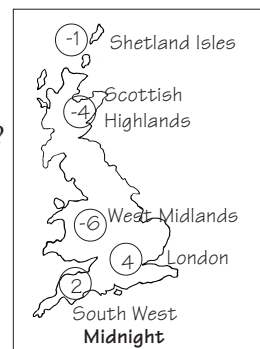 -1
Shetland Isles
Scottish
-4
Highlands
West Midlands
-6
London
4
2
South West
Midnight
?